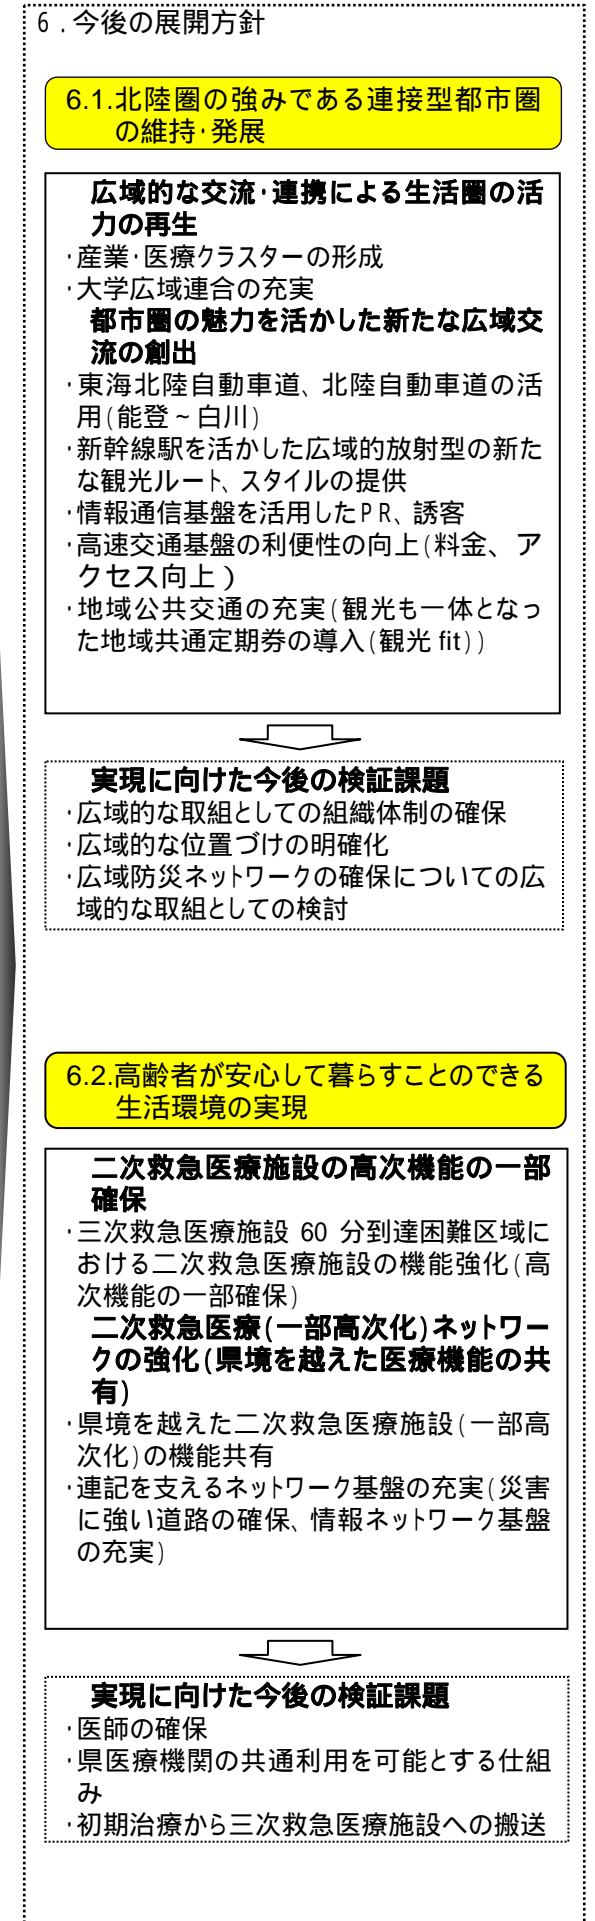 6．今後の展開方針
6.1.北陸圏の強みである連接型都市圏
の維持･発展
広域的な交流･連携による生活圏の活
力の再生
･産業･医療クラスターの形成
･大学広域連合の充実
都市圏の魅力を活かした新たな広域交
流の創出
･東海北陸自動車道、北陸自動車道の活
用(能登～白川)
･新幹線駅を活かした広域的放射型の新た
な観光ルート、スタイルの提供
･情報通信基盤を活用したPR、誘客
･高速交通基盤の利便性の向上(料金、ア
クセス向上）
･地域公共交通の充実(観光も一体となっ
た地域共通定期券の導入(観光 fit))
実現に向けた今後の検証課題
･広域的な取組としての組織体制の確保
･広域的な位置づけの明確化
･広域防災ネットワークの確保についての広
域的な取組としての検討
6.2.高齢者が安心して暮らすことのできる
生活環境の実現
二次救急医療施設の高次機能の一部
確保
･三次救急医療施設 60 分到達困難区域に
おける二次救急医療施設の機能強化(高
次機能の一部確保)
二次救急医療(一部高次化)ネットワー
クの強化(県境を越えた医療機能の共
有)
･県境を越えた二次救急医療施設(一部高
次化)の機能共有
･連記を支えるネットワーク基盤の充実(災害
に強い道路の確保、情報ネットワーク基盤
の充実)
実現に向けた今後の検証課題
･医師の確保
･県医療機関の共通利用を可能とする仕組
み
･初期治療から三次救急医療施設への搬送